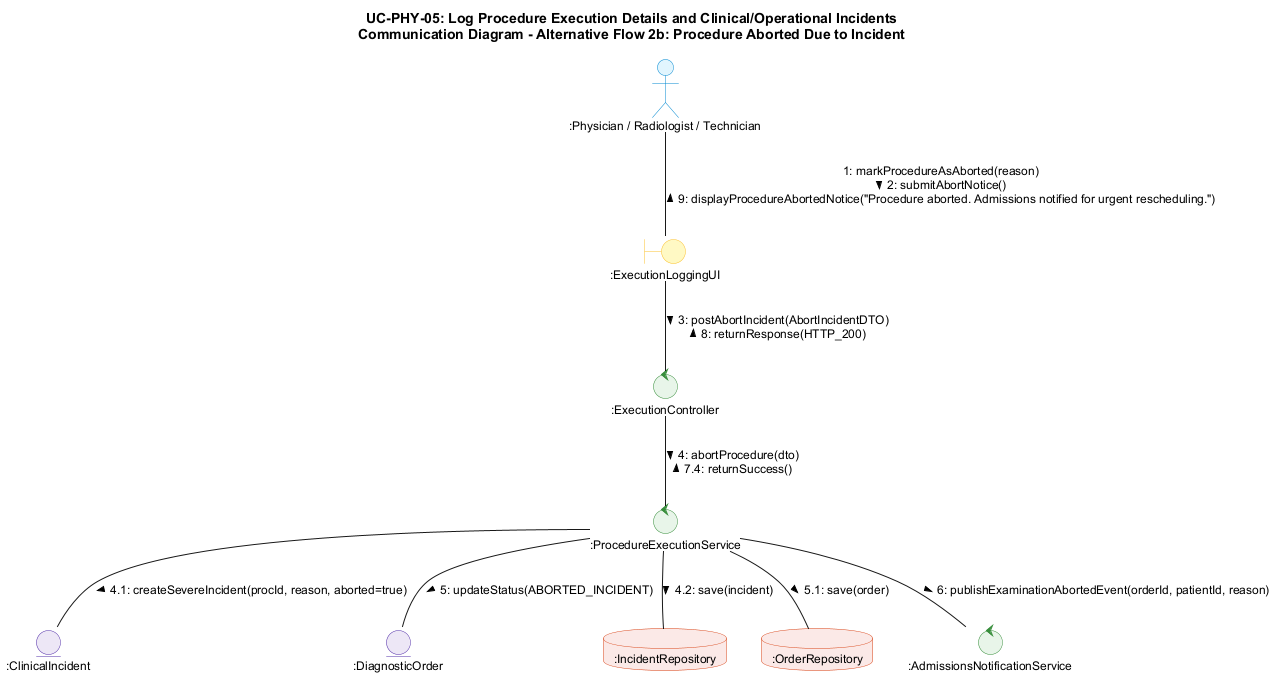 UC-PHY-05: Log Procedure Execution Details and Clinical/Operational Incidents
Communication Diagram - Alternative Flow 2b: Procedure Aborted Due to Incident
:Physician / Radiologist / Technician
1: markProcedureAsAborted(reason)
2: submitAbortNotice()
9: displayProcedureAbortedNotice("Procedure aborted. Admissions notified for urgent rescheduling.")
:ExecutionLoggingUI
3: postAbortIncident(AbortIncidentDTO)
8: returnResponse(HTTP_200)
:ExecutionController
4: abortProcedure(dto)
7.4: returnSuccess()
:ProcedureExecutionService
4.1: createSevereIncident(procId, reason, aborted=true)
5: updateStatus(ABORTED_INCIDENT)
4.2: save(incident)
5.1: save(order)
6: publishExaminationAbortedEvent(orderId, patientId, reason)
:ClinicalIncident
:DiagnosticOrder
:IncidentRepository
:OrderRepository
:AdmissionsNotificationService